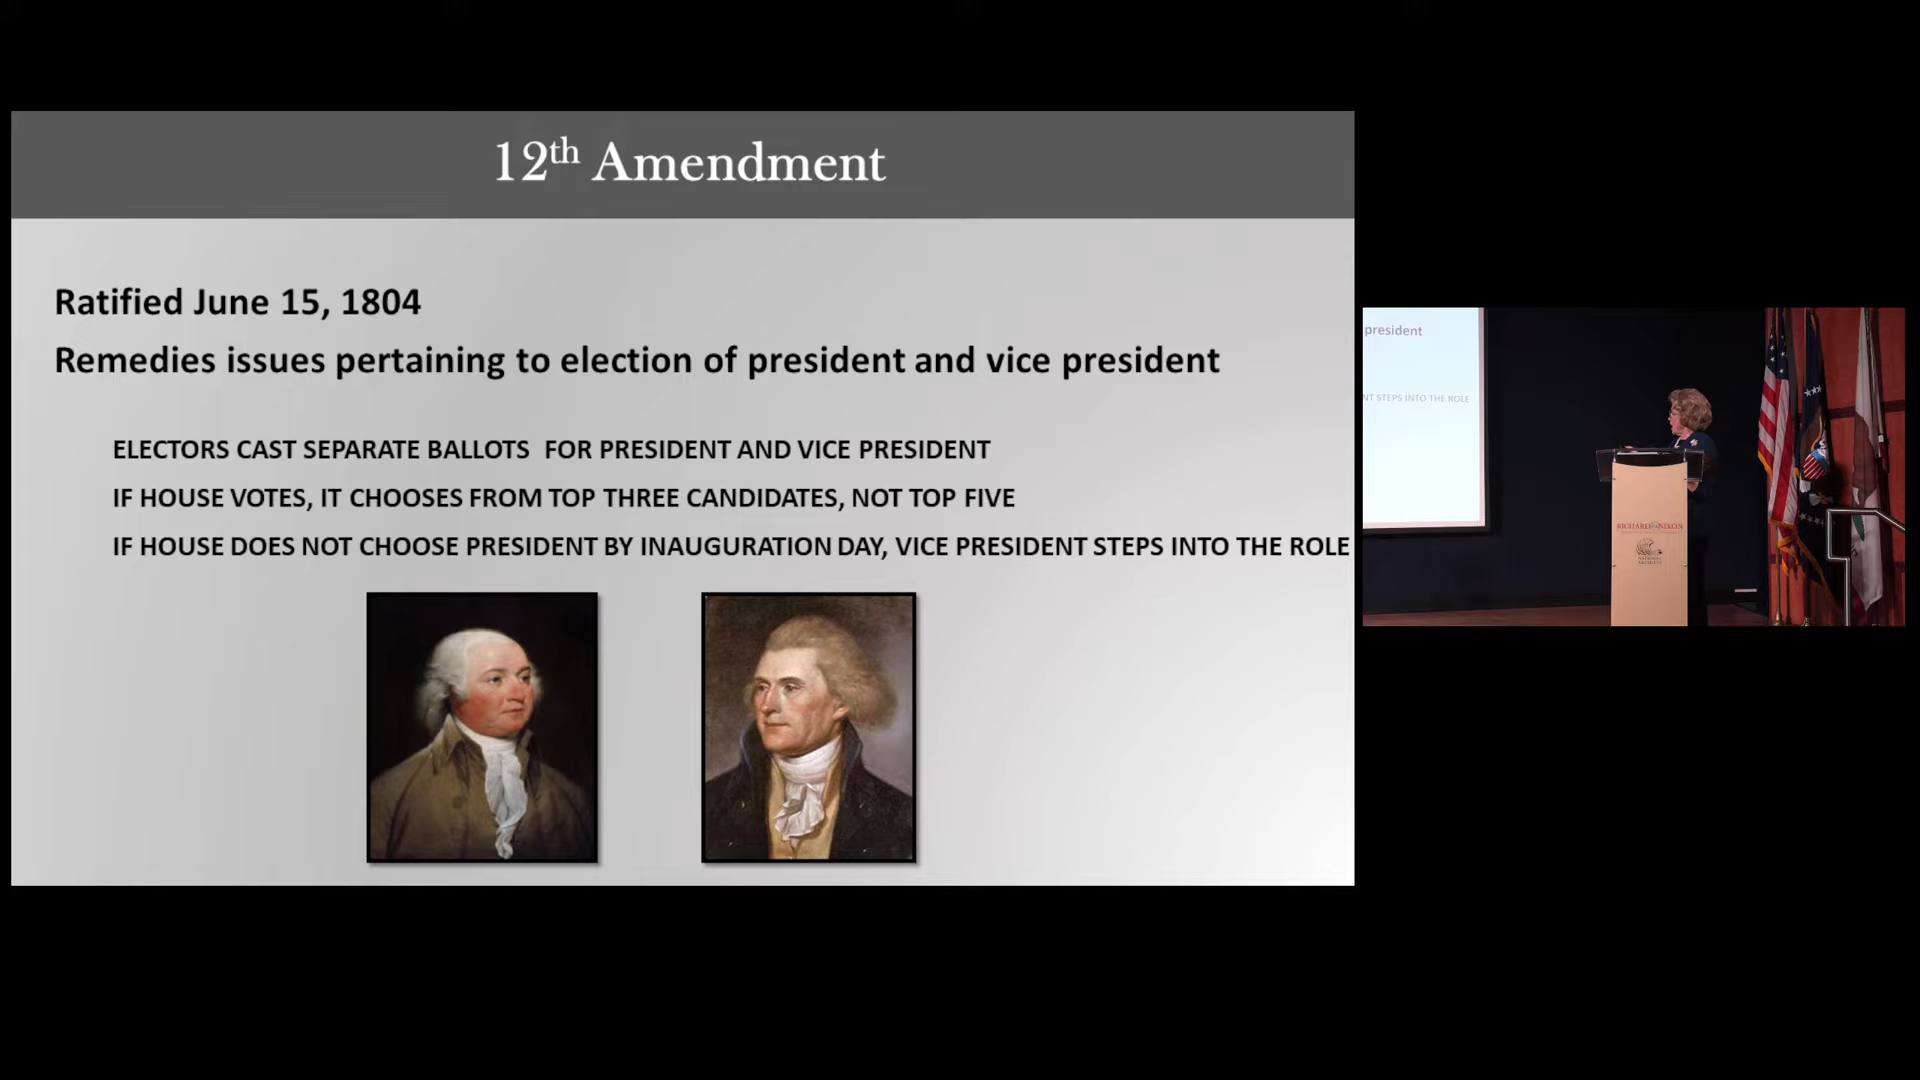 12th Amendment
Ratified June 15, 1804
Remedies issues pertaining to election of president and vice president
ELECTORS CAST SEPARATE BALLOTS FOR PRESIDENT AND VICE PRESIDENT
IF HOUSE VOTES, IT CHOOSES FROM TOP THREE CANDIDATES, NOT TOP FIVE
IF HOUSE DOES NOT CHOOSE PRESIDENT BY INAUGURATION DAY, VICE PRESIDENT STEPS INTO THE ROLE
president
NT STEPS INTO THE ROLE
RICHARD NIXON
NATIONAL
ARCHIVES